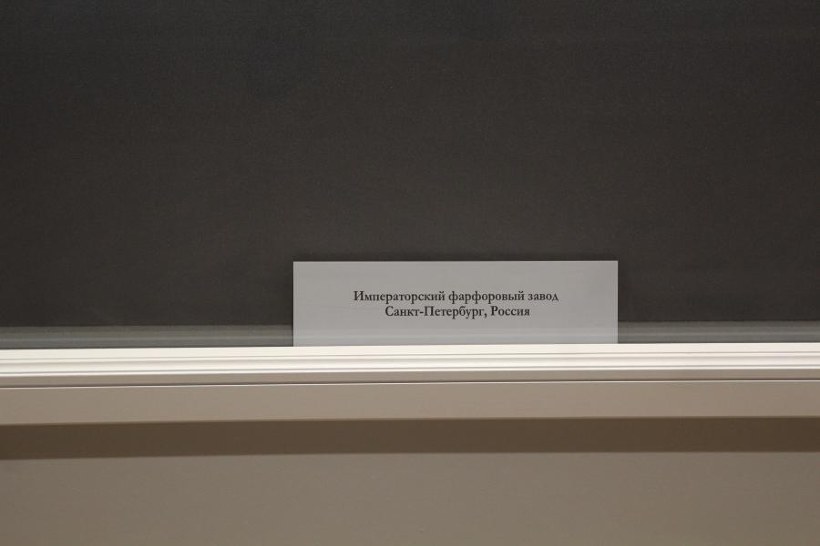 Императорский фарфоровый завод
Санкт-Петербург, Россия